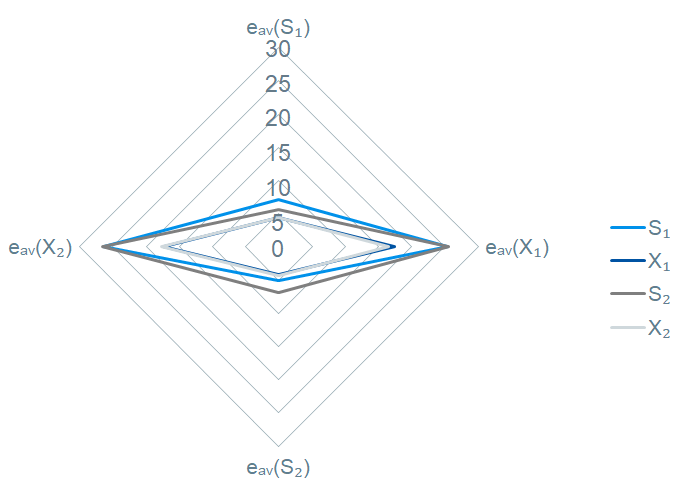 eₐᵥ(S₁)
30
25
20
15
10
5
0
eₐᵥ(X₂)
eₐᵥ(X₁)
eₐᵥ(S₂)
S₁
X₁
S₂
X₂